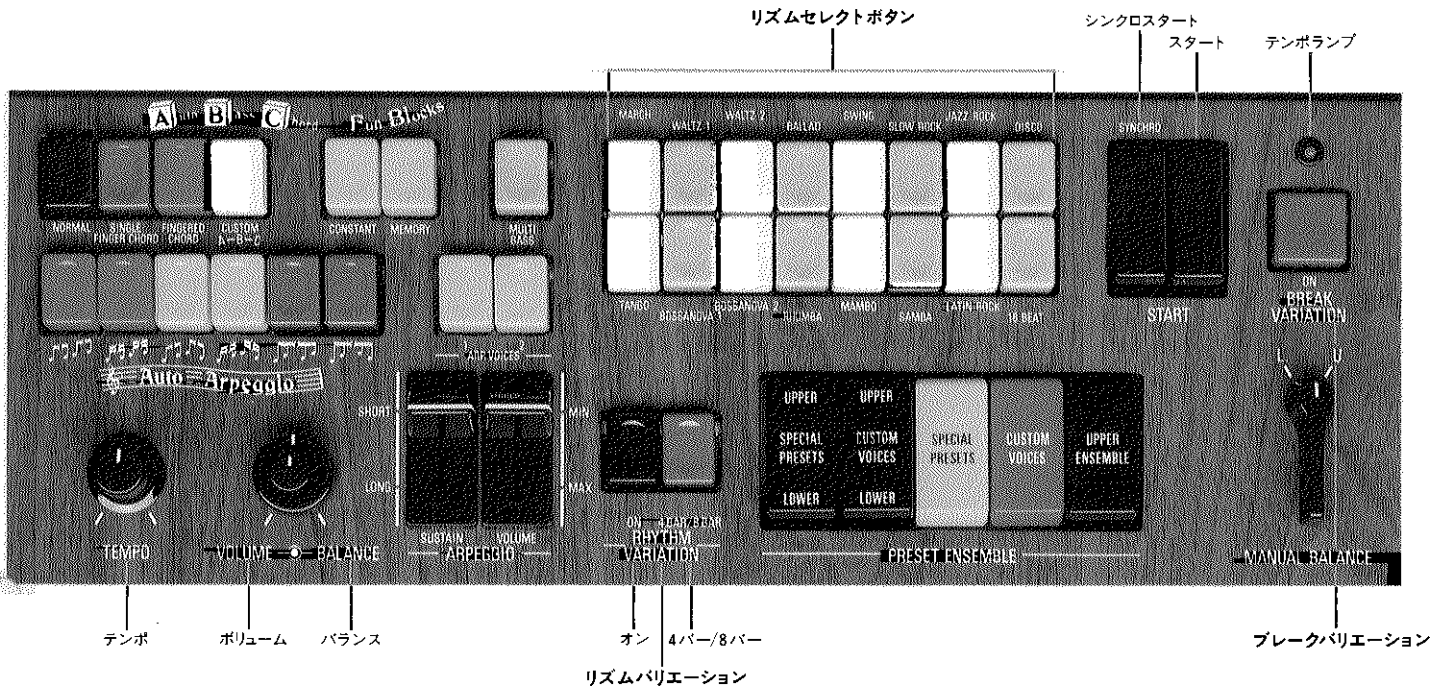 リズムセレクトボタン
シンクロスタート
スタート
テンポランプ
A B C Fun Blocks
MARCH WALTZ 1 WALTZ 2 BALLAD SWING SLOW ROCK JAZZ ROCK DISCO
SYNCHRO
NORMAL SINGLE FINGER CHORD FINGERED CHORD CUSTOM A-B-C CONSTANT MEMORY MULTI BASS
TANGO BOSSANOVA 1 BOSSANOVA 2 RHUMBA MAMBO SAMBA LATIN ROCK 16 BEAT
START
ON
BREAK
VARIATION
1 2
ARP. VOICES
Auto Arpeggio
L U
SHORT
LONG
MIN
MAX
UPPER
SPECIAL
PRESETS
LOWER
UPPER
CUSTOM
VOICES
LOWER
SPECIAL
PRESETS
CUSTOM
VOICES
UPPER
ENSEMBLE
TEMPO
VOLUME BALANCE
SUSTAIN VOLUME
ARPEGGIO
ON 4 BAR/8 BAR
RHYTHM
VARIATION
PRESET ENSEMBLE
MANUAL BALANCE
テンポ
ボリューム
バランス
オン
4バー/8バー
ブレークバリエーション
リズムバリエーション